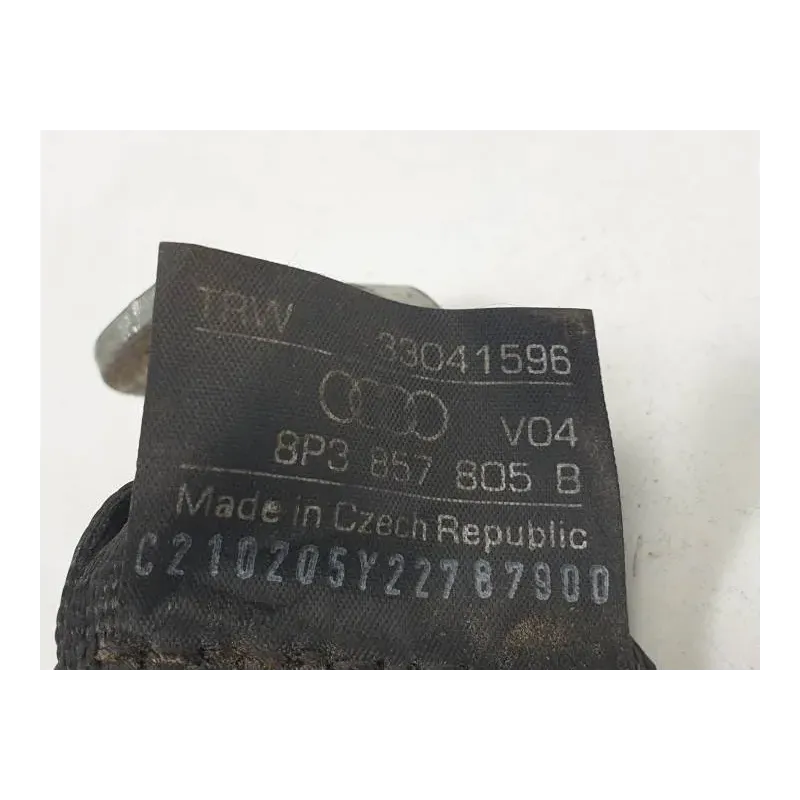 TRW 33041596
V04
8P3 857 805 B
Made in Czech Republic
C210205Y22787900